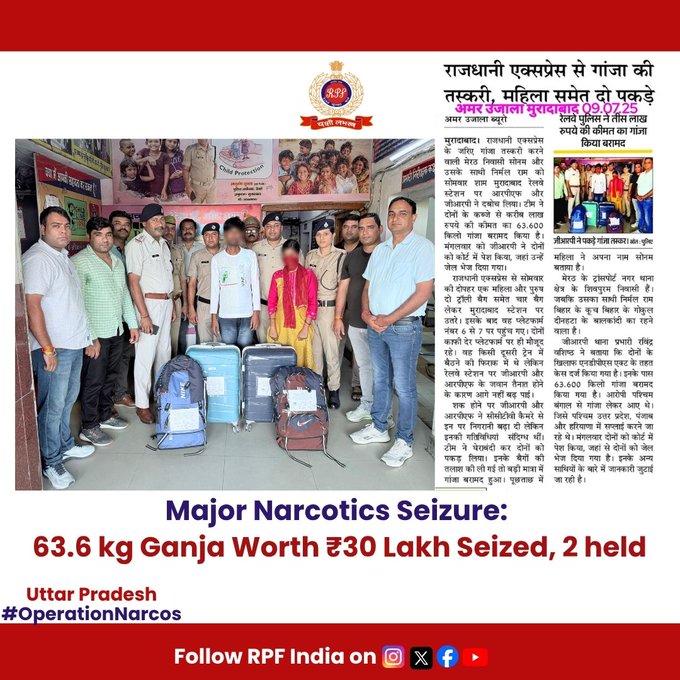 RPF
यशो लभस्व
राजधानी एक्सप्रेस से गांजा की
तस्करी, महिला समेत दो पकड़े
अमर उजाला मुरादाबाद 09.07.25
अमर उजाला ब्यूरो
मुरादाबाद। राजधानी एक्सप्रेस
के जरिए गांजा तस्करी करने
वाली मेरठ निवासी सोनम और
उसके साथी निर्मल राम को
सोमवार शाम मुरादाबाद रेलवे
स्टेशन पर आरपीएफ और
जीआरपी ने दबोच लिया। टीम ने
दोनों के कब्जे से करीब लाख
रुपये की कीमत का 63.600
किलो गांजा बरामद किया है।
मंगलवार को जीआरपी ने दोनों
को कोर्ट में पेश किया, जहां उन्हें
जेल भेज दिया गया।
राजधानी एक्सप्रेस से सोमवार
की दोपहर एक महिला और पुरुष
दो ट्रॉली बैग समेत चार बैग
लेकर मुरादाबाद स्टेशन पर
उतरे। इसके बाद वह प्लेटफार्म
नंबर 6 से 7 पर पहुंच गए। दोनों
काफी देर प्लेटफार्म पर ही मौजूद
रहे। वह किसी दूसरी ट्रेन में
बैठने की फिराक में थे लेकिन
रेलवे स्टेशन पर जीआरपी और
आरपीएफ के जवान तैनात होने
के कारण आगे नहीं बढ़ पाई।
शक होने पर जीआरपी और
आरपीएफ ने सीसीटीवी कैमरे से
इन पर निगरानी बढ़ा दी लेकिन
इनकी गतिविधियां संदिग्ध थीं।
टीम ने घेराबंदी कर दोनों को
पकड़ लिया। इनके बैगों की
तलाश की ली गई तो बड़ी मात्रा में
गांजा बरामद हुआ। पूछताछ में
रेलवे पुलिस ने तीस लाख
रुपये की कीमत का गांजा
किया बरामद
जीआरपी ने पकड़े गांजा तस्कर। स्रोत : पुलिस
महिला ने अपना नाम सोनम
बताया है।
मेरठ के ट्रांसपोर्ट नगर थाना
क्षेत्र के शिवपुरम निवासी हैं।
जबकि उसका साथी निर्मल राम
बिहार के कूच बिहार के गोकुल
दीनहटा के बालकांदी का रहने
वाला है।
जीआरपी थाना प्रभारी रविंद्र
वशिष्ठ ने बताया कि दोनों के
खिलाफ एनडीपीएस एक्ट के तहत
केस दर्ज किया गया है। इनके पास
63.600 किलो गांजा बरामद
किया गया है। आरोपी पश्चिम
बंगाल से गांजा लेकर आए थे।
जिसे पश्चिम उत्तर प्रदेश, पंजाब
और हरियाणा में सप्लाई करने जा
रहे थे। मंगलवार दोनों को कोर्ट में
पेश किया, जहां से दोनों को जेल
भेज दिया गया है। इनके अन्य
साथियों के बारे में जानकारी जुटाई
जा रही है।
Child Protection
NIKE
Major Narcotics Seizure:
63.6 kg Ganja Worth ₹30 Lakh Seized, 2 held
Uttar Pradesh
#OperationNarcos
Follow RPF India on